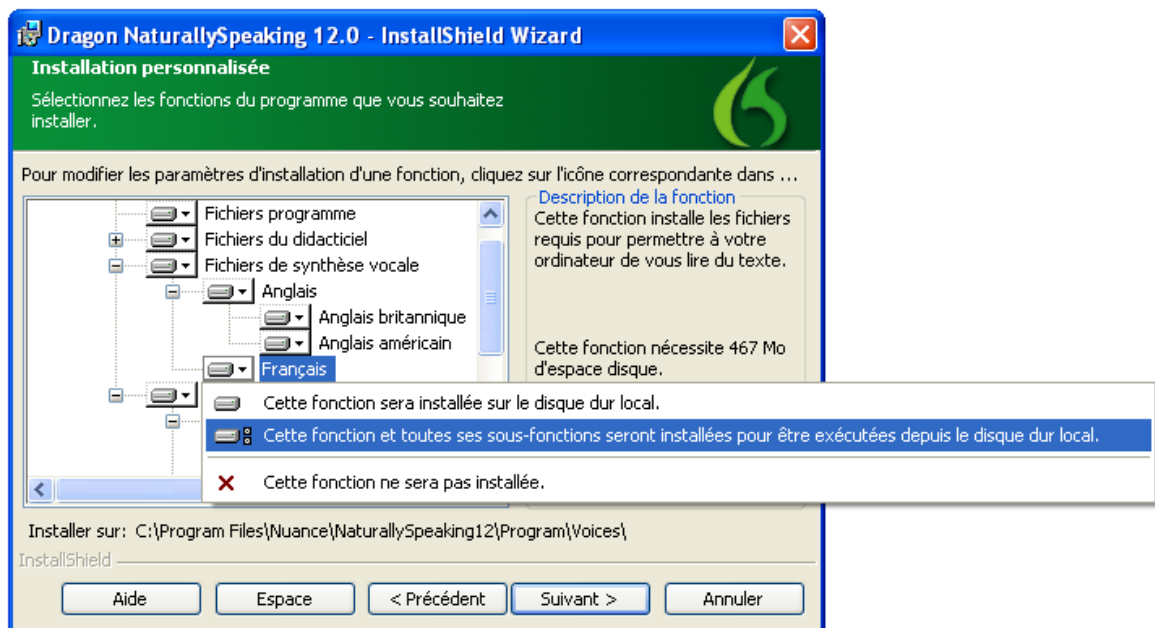 Dragon NaturallySpeaking 12.0 - InstallShield Wizard
Installation personnalisée
Sélectionnez les fonctions du programme que vous souhaitez
installer.
Pour modifier les paramètres d'installation d'une fonction, cliquez sur l'icône correspondante dans ...
Fichiers programme
Fichiers du didacticiel
Fichiers de synthèse vocale
Anglais
Anglais britannique
Anglais américain
Français
Description de la fonction
Cette fonction installe les fichiers
requis pour permettre à votre
ordinateur de vous lire du texte.
Cette fonction nécessite 467 Mo
d'espace disque.
Cette fonction sera installée sur le disque dur local.
Cette fonction et toutes ses sous-fonctions seront installées pour être exécutées depuis le disque dur local.
Cette fonction ne sera pas installée.
Installer sur: C:\Program Files\Nuance\NaturallySpeaking12\Program\Voices\
InstallShield
Aide
Espace
< Précédent
Suivant >
Annuler